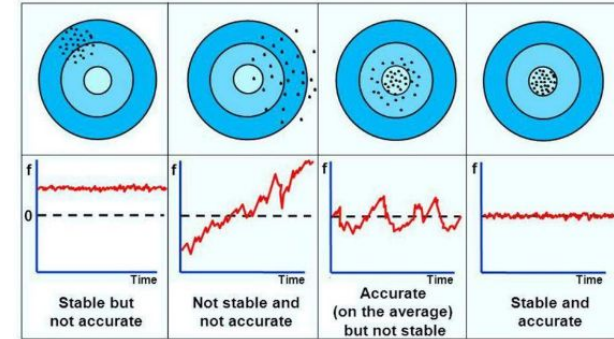 f
0
Time
Stable but
not accurate
f
Time
Not stable and
not accurate
f
Time
Accurate
(on the average)
but not stable
f
Time
Stable and
accurate